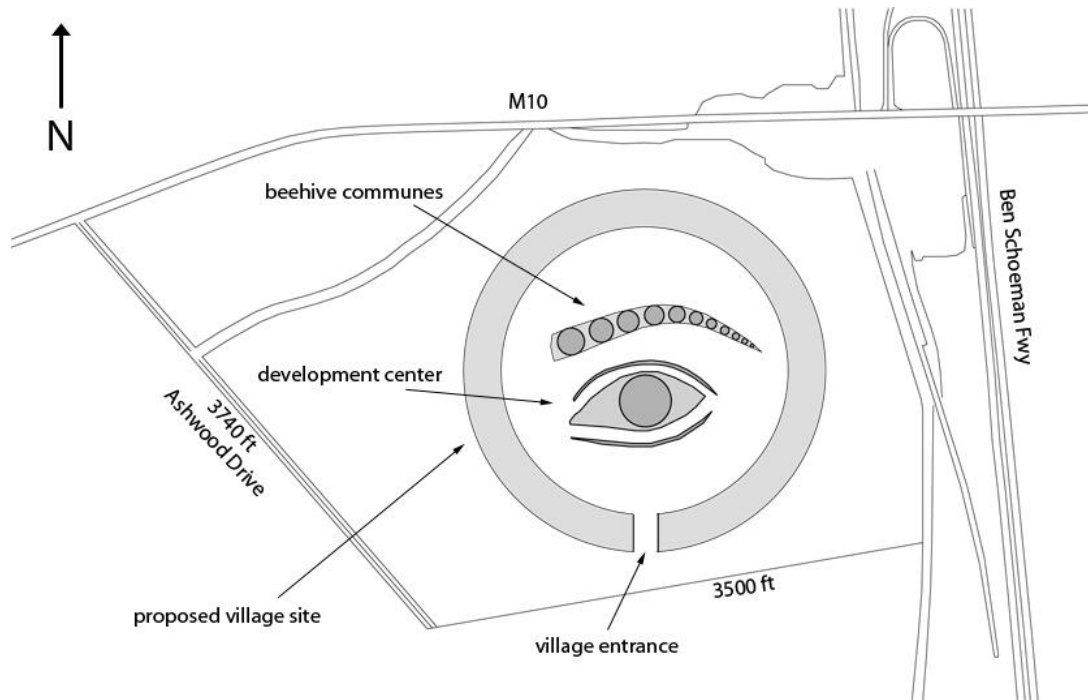 N
M10
beehive communes
Ben Schoeman Fwy
development center
3740 ft
Ashwood Drive
3500 ft
proposed village site
village entrance